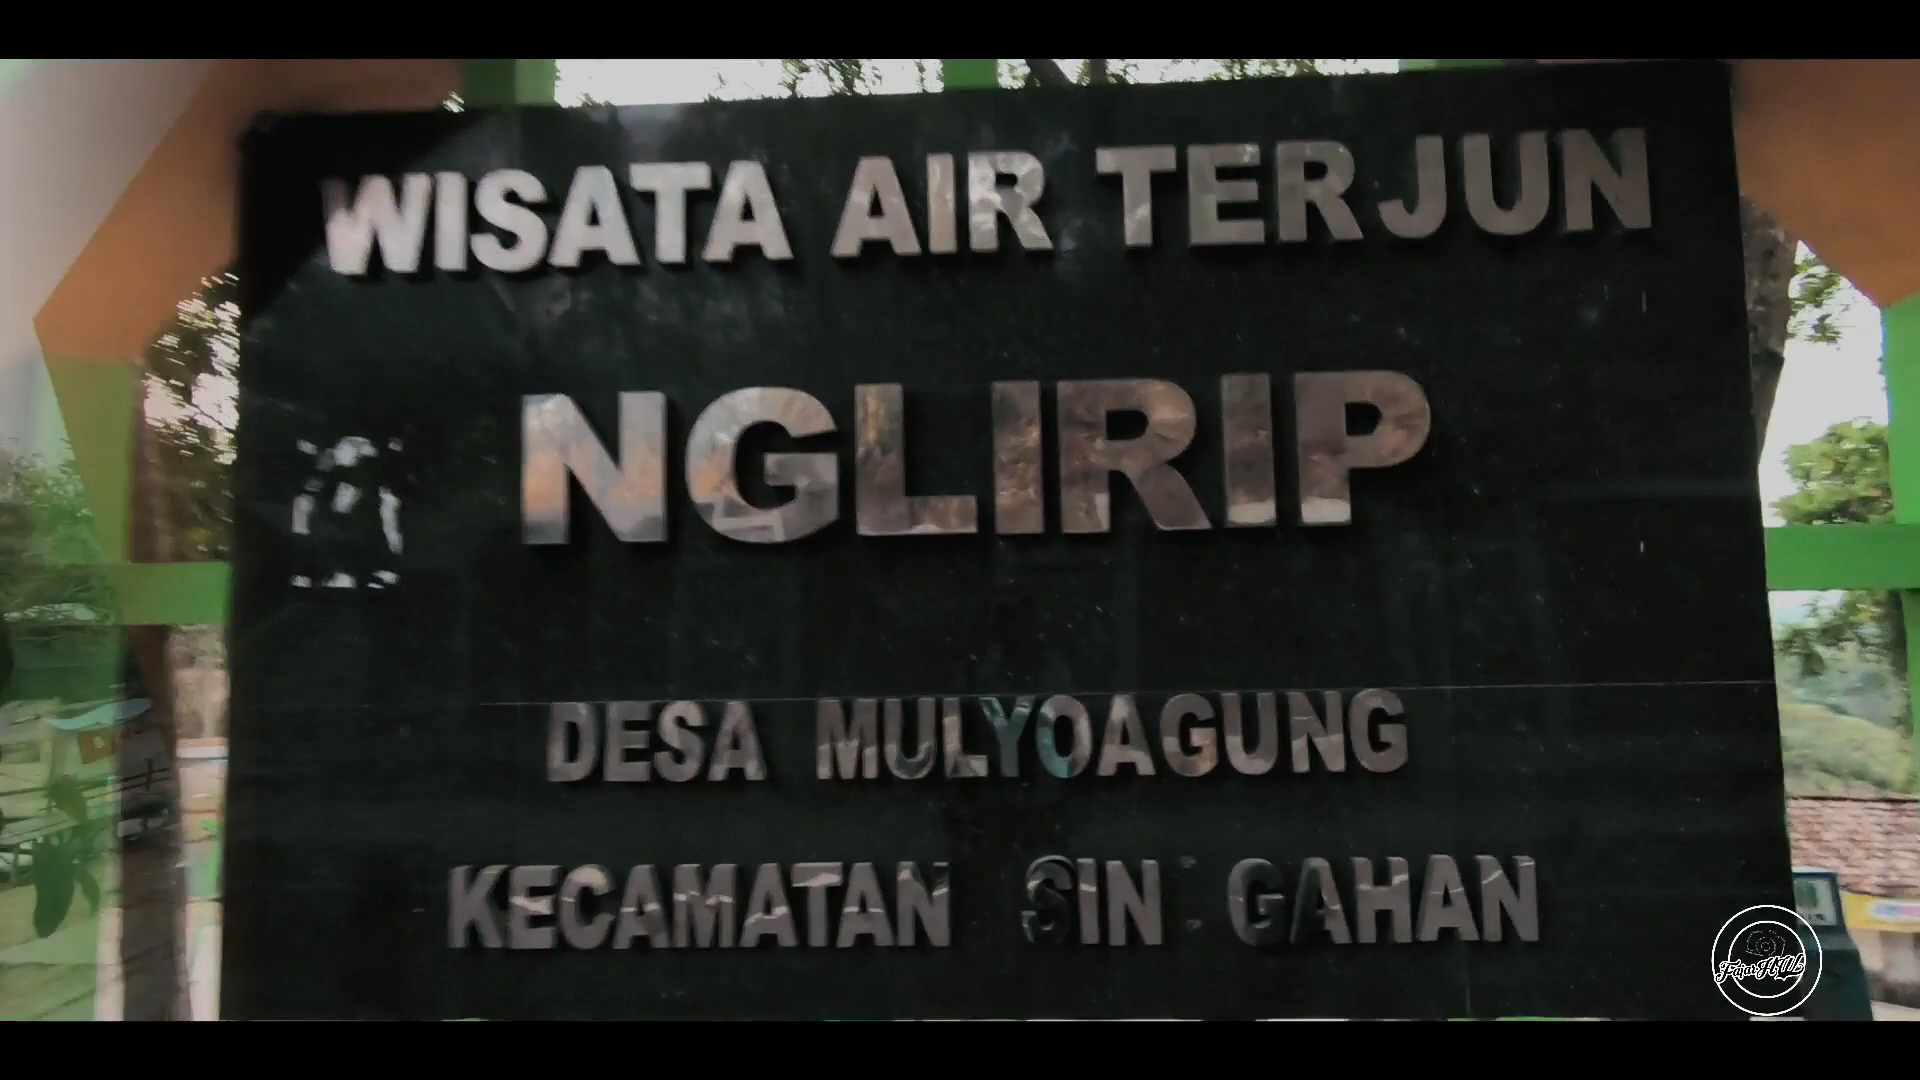 WISATA AIR TERJUN
NGLIRIP
DESA MULYOAGUNG
KECAMATAN SIN GAHAN